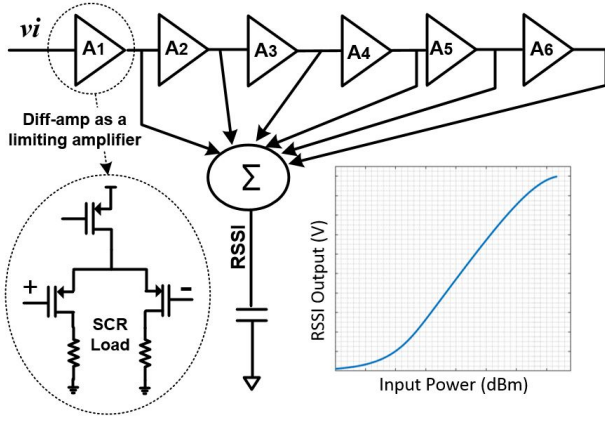 vi
A1
A2
A3
A4
A5
A6
Diff-amp as a
limiting amplifier
Σ
RSSI
+
-
SCR
Load
RSSI Output (V)
Input Power (dBm)